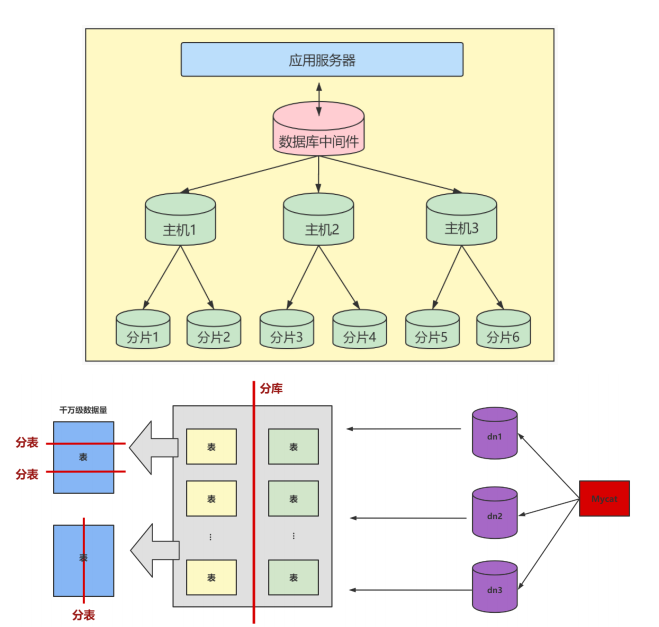 应用服务器
数据库中间件
主机1
主机2
主机3
分片1
分片2
分片3
分片4
分片5
分片6
分库
千万级数据量
分表
表
分表
表
分表
表
表
表
表
⋮
⋮
表
表
dn1
dn2
dn3
Mycat